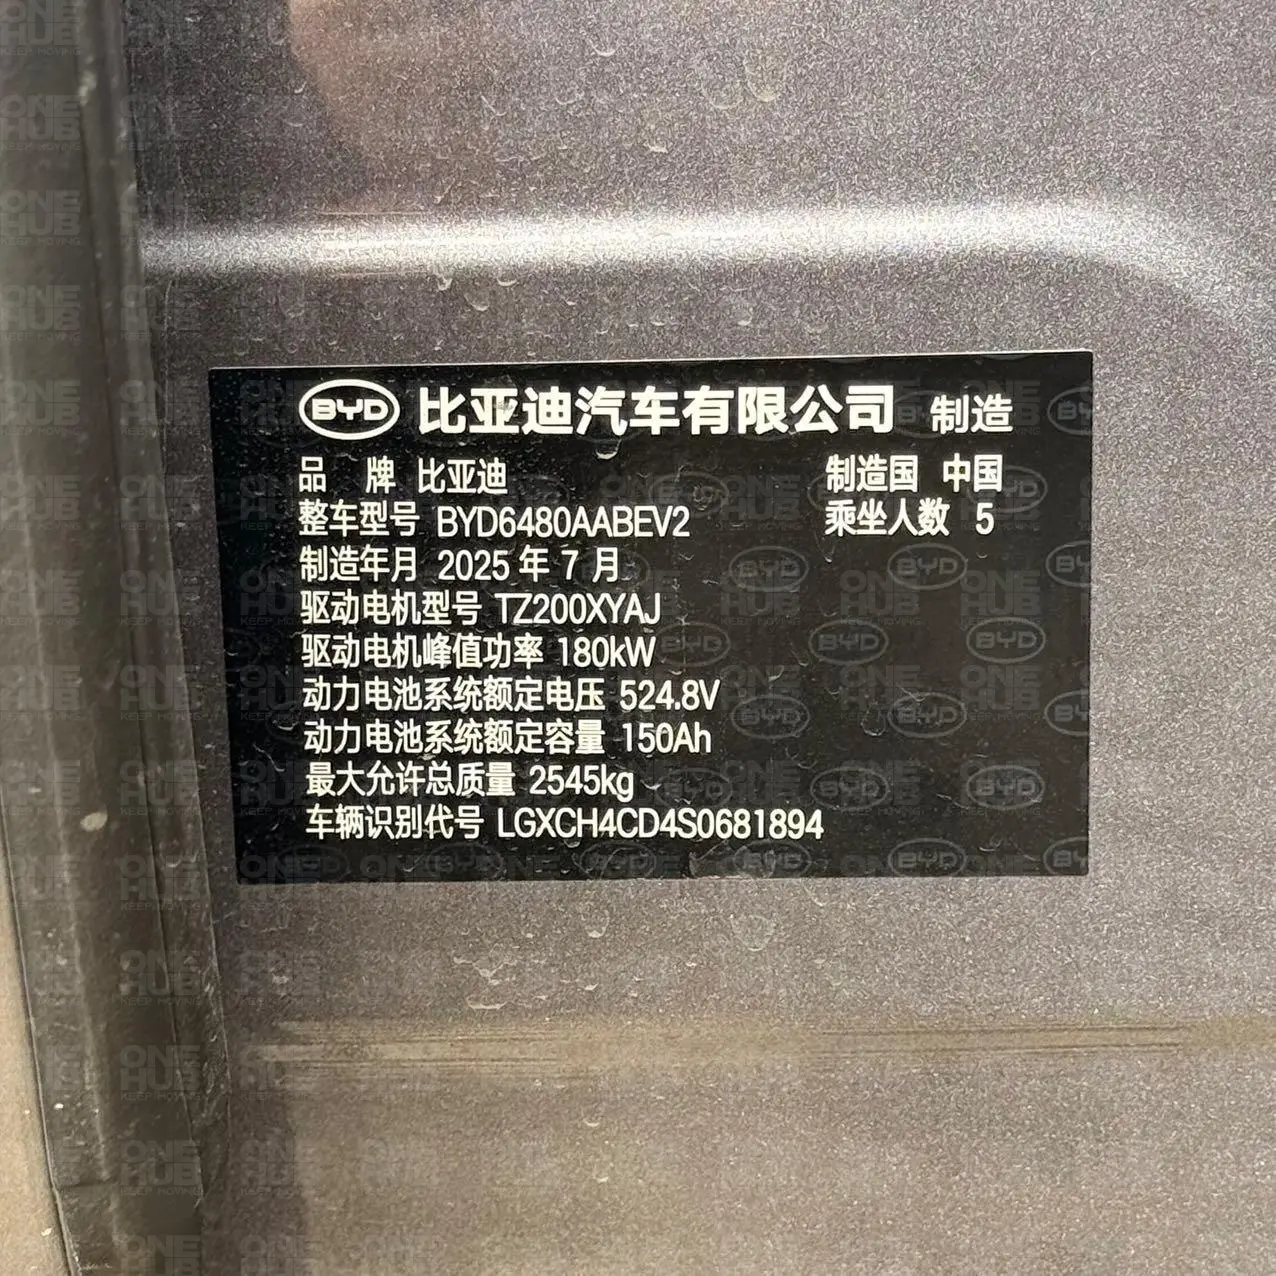 BYD 比亚迪汽车有限公司 制造
品 牌 比亚迪 制造国 中国
整车型号 BYD6480AABEV2 乘坐人数 5
制造年月 2025 年 7 月
驱动电机型号 TZ200XYAJ
驱动电机峰值功率 180kW
动力电池系统额定电压 524.8V
动力电池系统额定容量 150Ah
最大允许总质量 2545kg
车辆识别代号 LGXCH4CD4S0681894
ONE HUB
KEEP MOVING